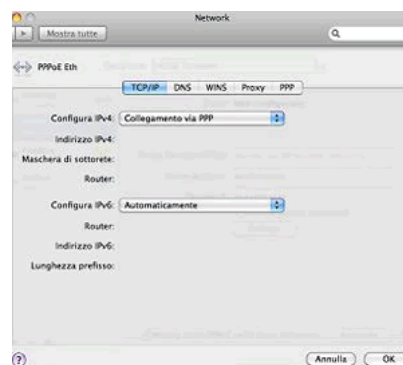 Network
Mostra tutte
PPPoE Eth
TCP/IP DNS WINS Proxy PPP
Configura IPv4: Collegamento via PPP
Indirizzo IPv4:
Maschera di sottorete:
Router:
Configura IPv6: Automaticamente
Router:
Indirizzo IPv6:
Lunghezza prefisso:
? Annulla OK